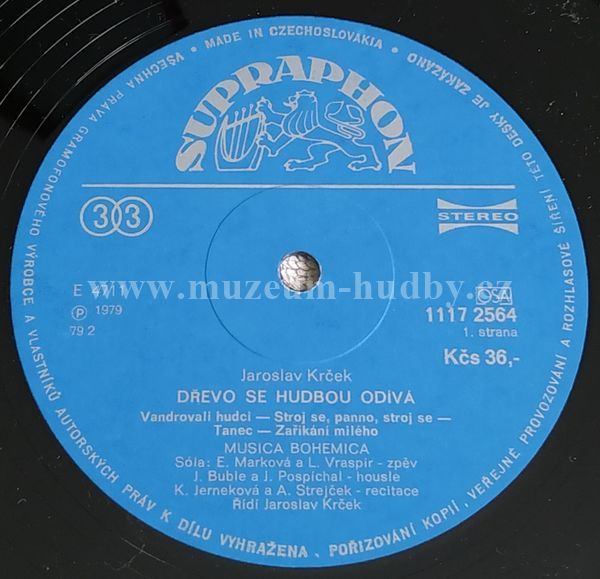 VŠECHNA PRÁVA GRAMOFONOVÉHO VÝROBCE A VLASTNÍKŮ AUTORSKÝCH PRÁV K DÍLU VYHRAŽENA . POŘIZOVÁNÍ KOPIÍ, VEŘEJNÉ PROVOZOVÁNÍ A ROZHLASOVÉ ŠÍŘENÍ TÉTO DESKY JE ZAKÁZÁNO
• MADE IN CZECHOSLOVAKIA •
SUPRAPHON
33
STEREO
www.muzeum-hudby.cz
E 4711
Ⓟ 1979
79 2
OSA
1117 2564
1. strana
Kčs 36,-
Jaroslav Krček
DŘEVO SE HUDBOU ODÍVÁ
Vandrovali hudci — Stroj se, panno, stroj se —
Tanec — Zaříkání milého
MUSICA BOHEMICA
Sóla: E. Marková a L. Vraspír - zpěv
J. Buble a J. Pospíchal - housle
K. Jerneková a A. Strejček - recitace
Řídí Jaroslav Krček